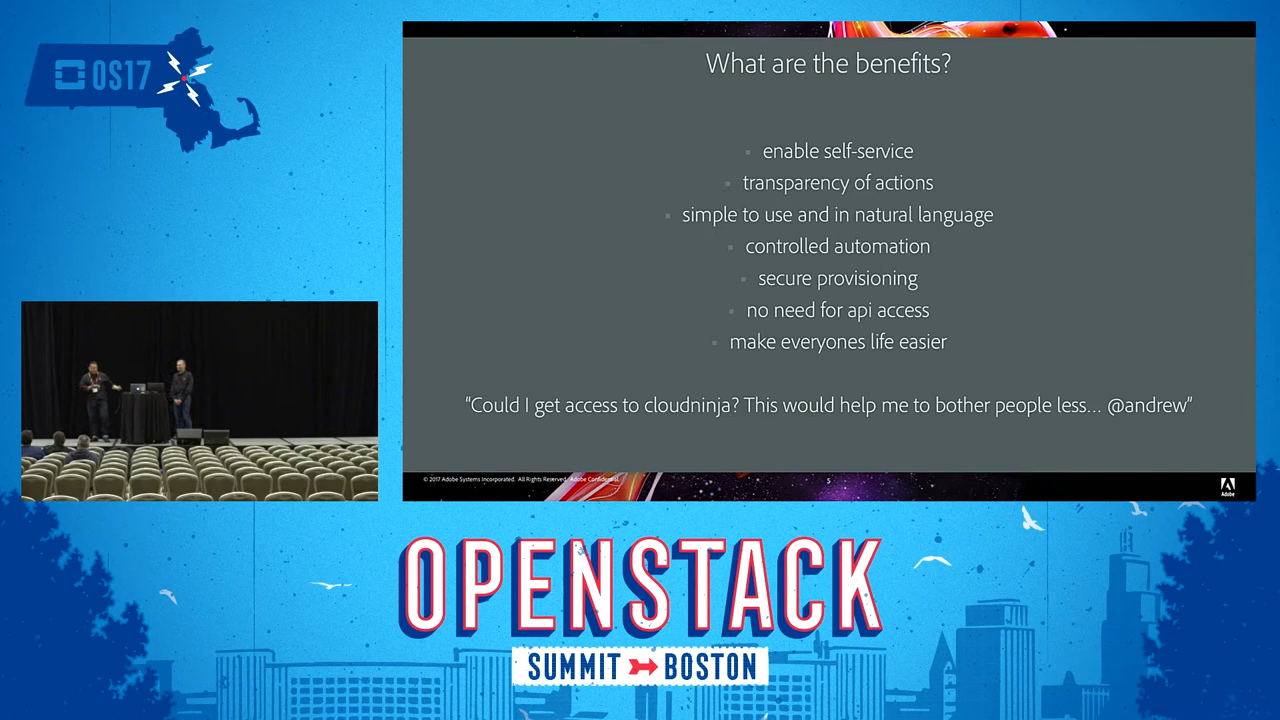 OS17
What are the benefits?
enable self-service
transparency of actions
simple to use and in natural language
controlled automation
secure provisioning
no need for api access
make everyones life easier
“Could I get access to cloudninja? This would help me to bother people less... @andrew”
© 2017 Adobe Systems Incorporated. All Rights Reserved. Adobe Confidential.
5
Adobe
OPENSTACK
SUMMIT BOSTON